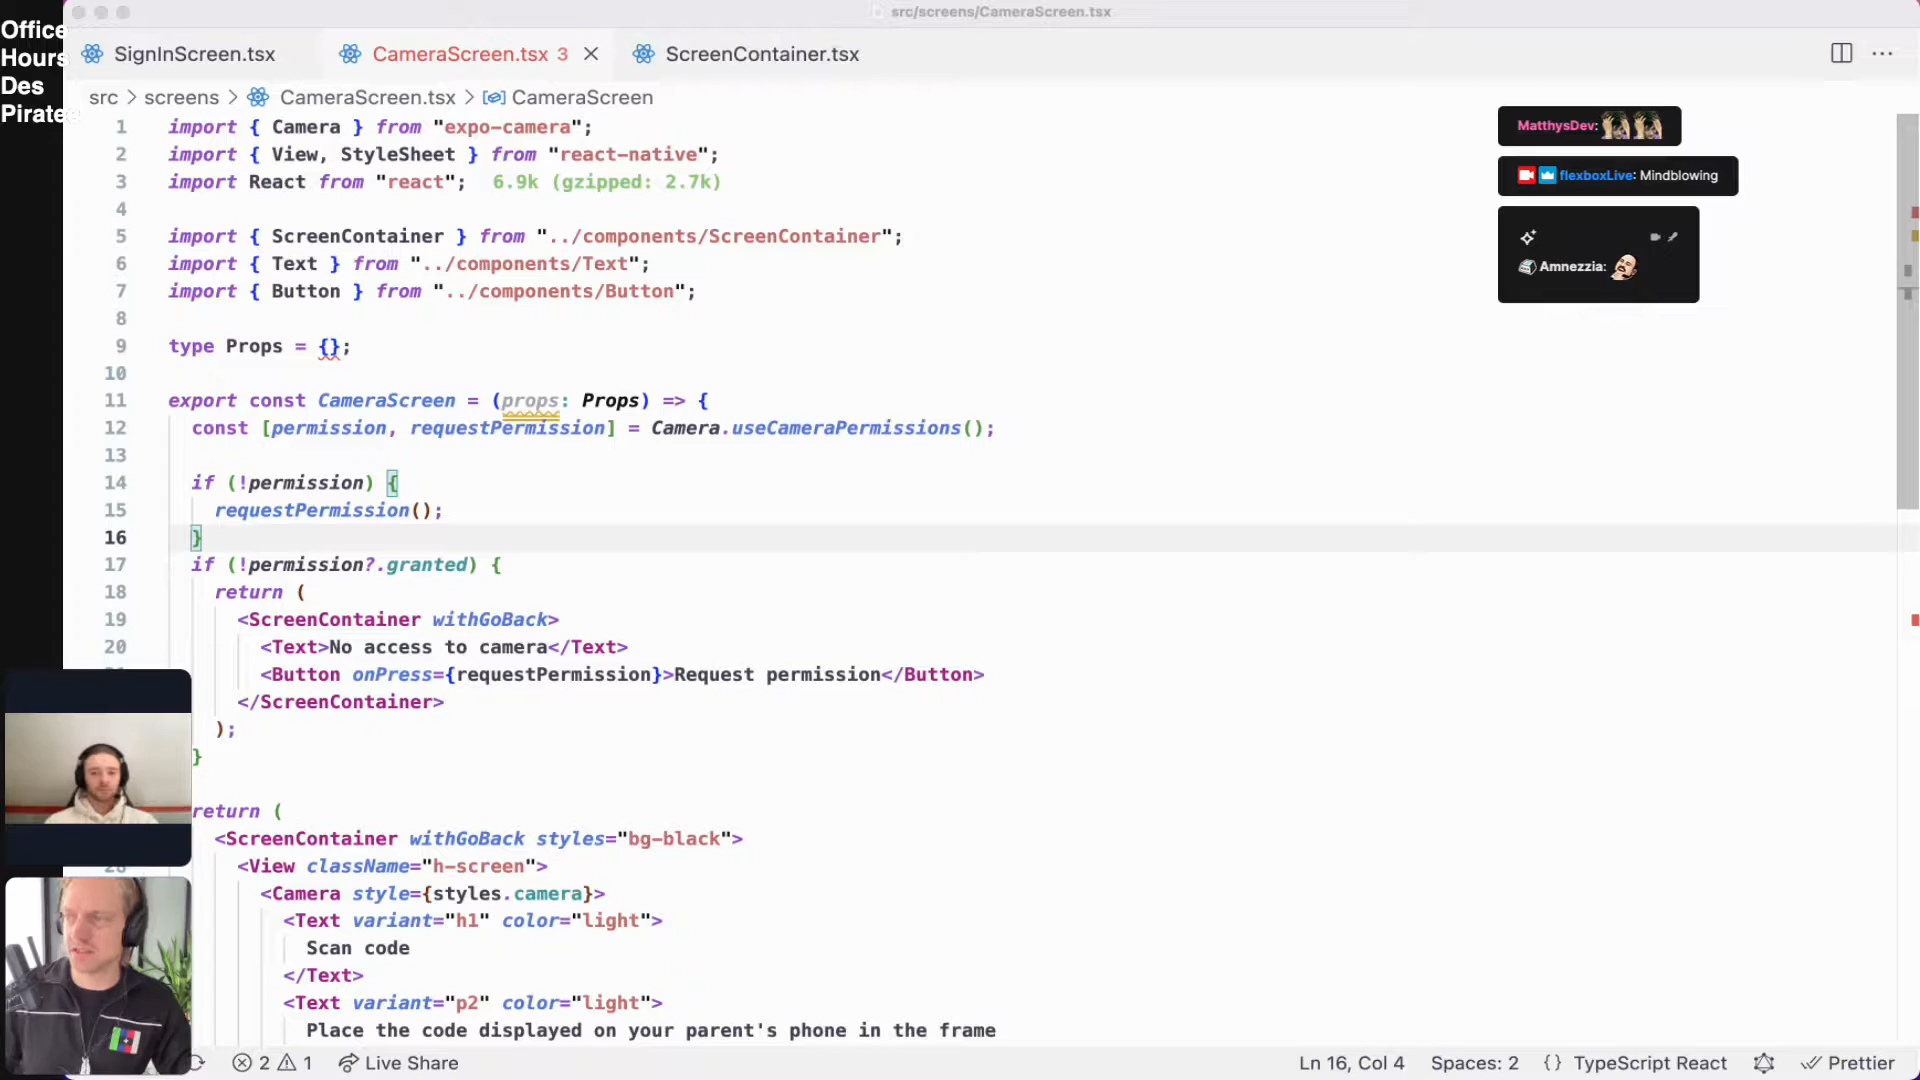 Office
Hours
Des
Pirates
src/screens/CameraScreen.tsx
SignInScreen.tsx
CameraScreen.tsx 3
ScreenContainer.tsx
src > screens > CameraScreen.tsx > CameraScreen
1 import { Camera } from "expo-camera";
2 import { View, StyleSheet } from "react-native";
3 import React from "react"; 6.9k (gzipped: 2.7k)
4
5 import { ScreenContainer } from "../components/ScreenContainer";
6 import { Text } from "../components/Text";
7 import { Button } from "../components/Button";
8
9 type Props = {};
10
11 export const CameraScreen = (props: Props) => {
12 const [permission, requestPermission] = Camera.useCameraPermissions();
13
14 if (!permission) {
15 requestPermission();
16 }
17 if (!permission?.granted) {
18 return (
19 <ScreenContainer withGoBack>
20 <Text>No access to camera</Text>
<Button onPress={requestPermission}>Request permission</Button>
</ScreenContainer>
);
}
return (
<ScreenContainer withGoBack styles="bg-black">
<View className="h-screen">
<Camera style={styles.camera}>
<Text variant="h1" color="light">
Scan code
</Text>
<Text variant="p2" color="light">
Place the code displayed on your parent's phone in the frame
MatthysDev:
flexboxLive: Mindblowing
Amnezzia:
2 1 Live Share
Ln 16, Col 4 Spaces: 2 {} TypeScript React Prettier